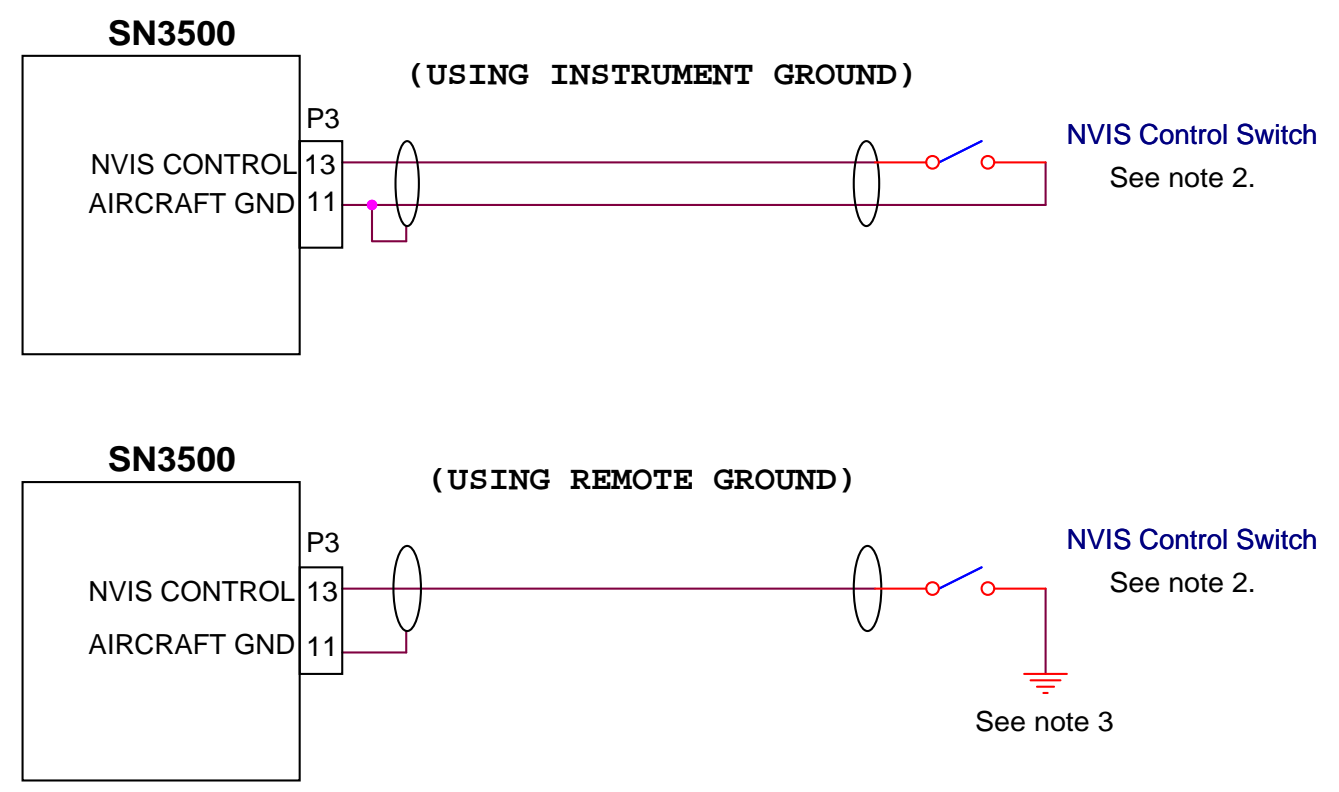 SN3500
(USING INSTRUMENT GROUND)
P3
NVIS Control Switch
NVIS CONTROL 13
See note 2.
AIRCRAFT GND 11
SN3500
(USING REMOTE GROUND)
P3
NVIS Control Switch
NVIS CONTROL 13
See note 2.
AIRCRAFT GND 11
See note 3